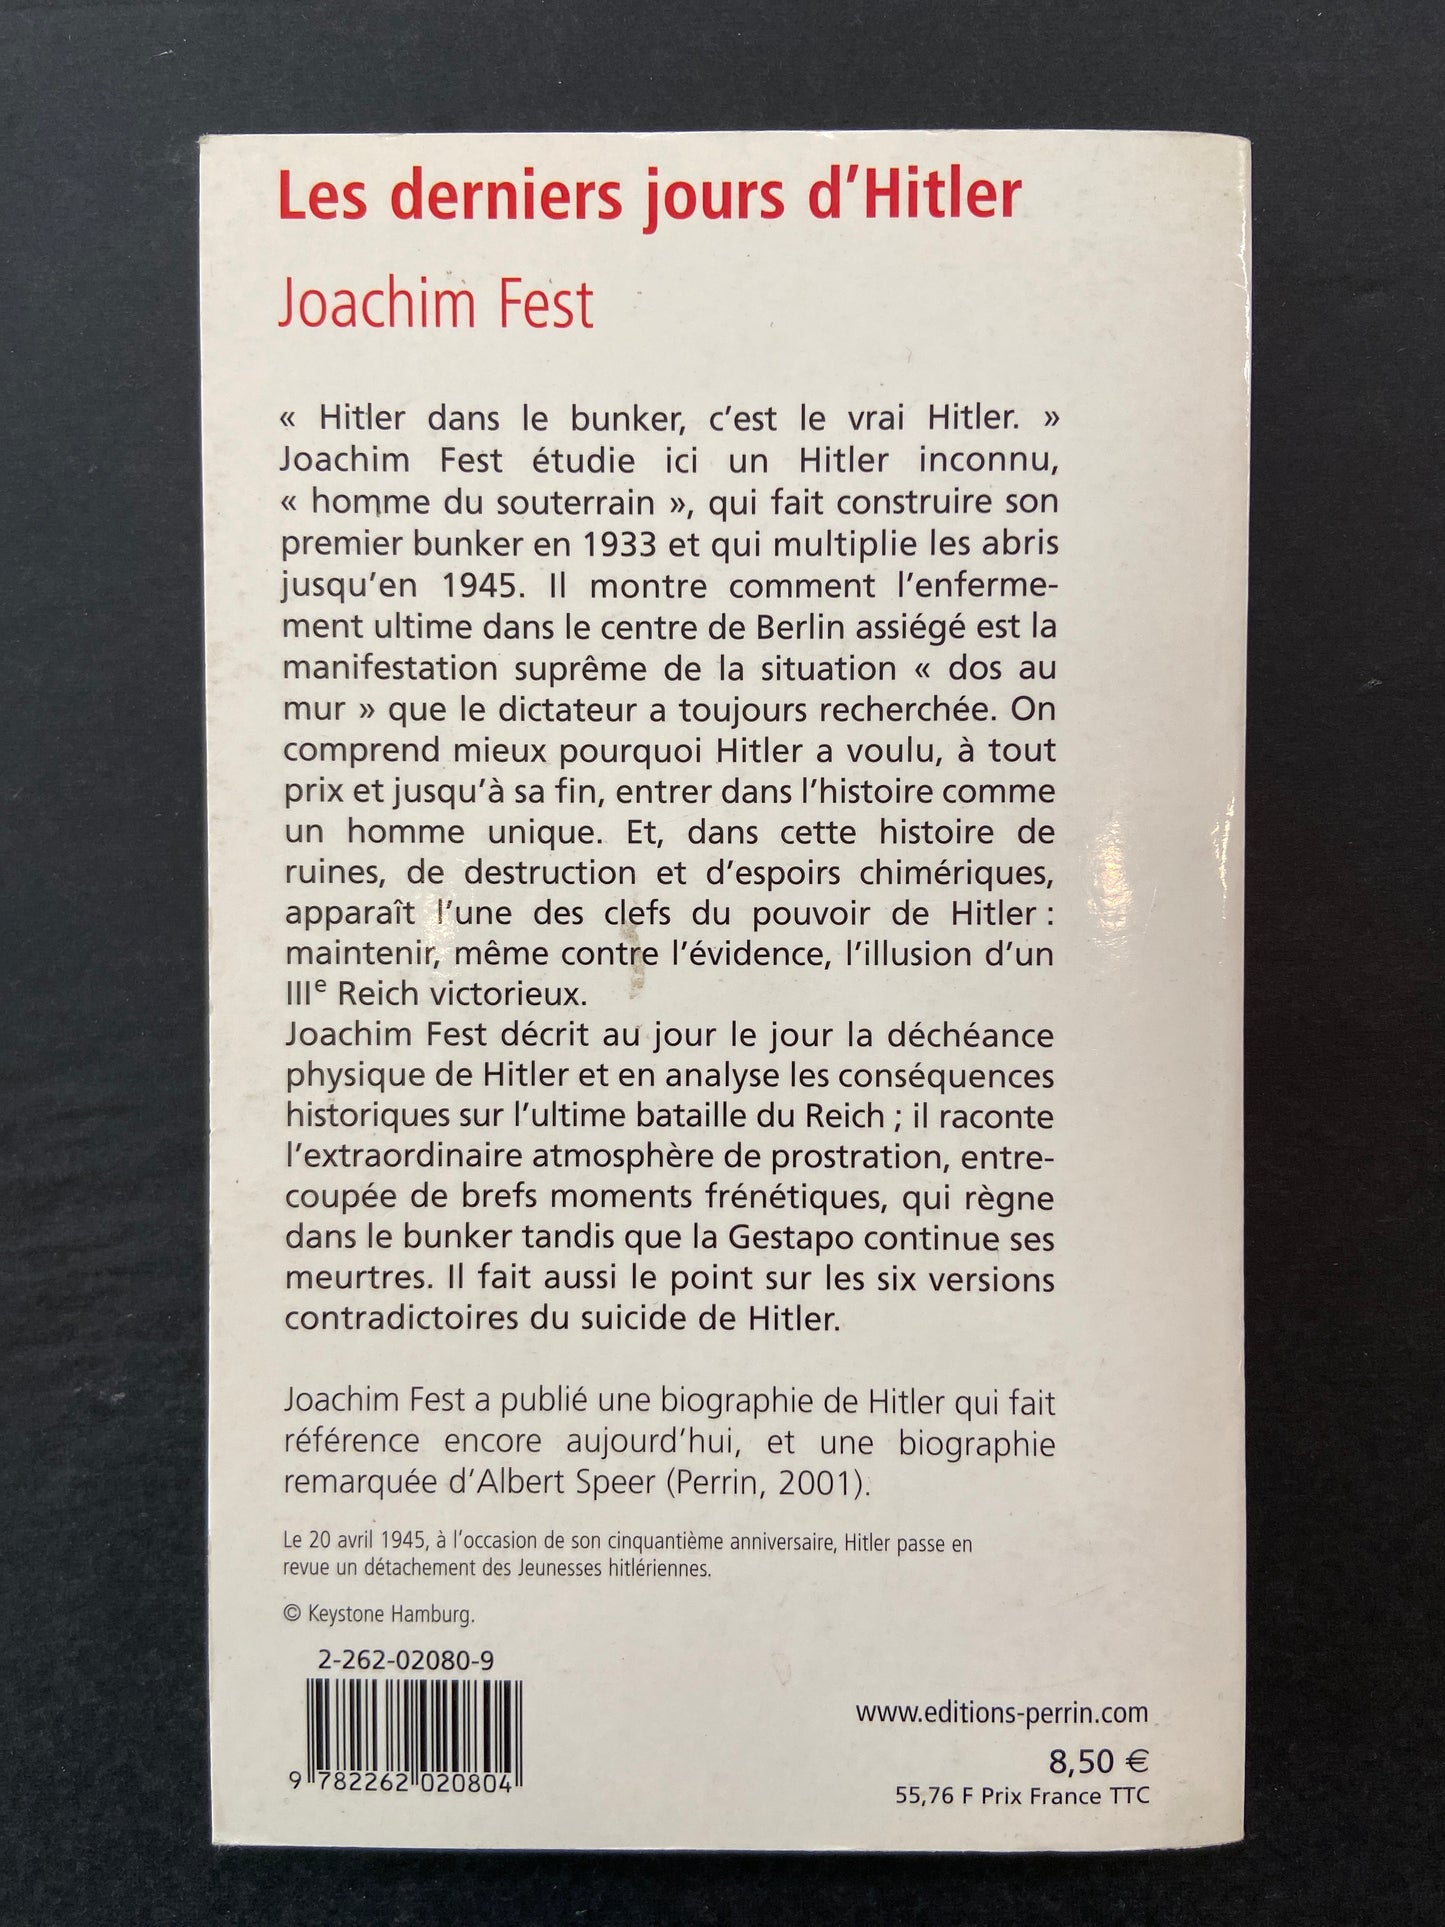 Les derniers jours d'Hitler
Joachim Fest
« Hitler dans le bunker, c'est le vrai Hitler. »
Joachim Fest étudie ici un Hitler inconnu,
« homme du souterrain », qui fait construire son
premier bunker en 1933 et qui multiplie les abris
jusqu'en 1945. Il montre comment l'enferme-
ment ultime dans le centre de Berlin assiégé est la
manifestation suprême de la situation « dos au
mur » que le dictateur a toujours recherchée. On
comprend mieux pourquoi Hitler a voulu, à tout
prix et jusqu'à sa fin, entrer dans l'histoire comme
un homme unique. Et, dans cette histoire de
ruines, de destruction et d'espoirs chimériques,
apparaît l'une des clefs du pouvoir de Hitler :
maintenir, même contre l'évidence, l'illusion d'un
IIIe Reich victorieux.
Joachim Fest décrit au jour le jour la déchéance
physique de Hitler et en analyse les conséquences
historiques sur l'ultime bataille du Reich ; il raconte
l'extraordinaire atmosphère de prostration, entre-
coupée de brefs moments frénétiques, qui règne
dans le bunker tandis que la Gestapo continue ses
meurtres. Il fait aussi le point sur les six versions
contradictoires du suicide de Hitler.
Joachim Fest a publié une biographie de Hitler qui fait
référence encore aujourd'hui, et une biographie
remarquée d'Albert Speer (Perrin, 2001).
Le 20 avril 1945, à l'occasion de son cinquantième anniversaire, Hitler passe en
revue un détachement des Jeunesses hitlériennes.
© Keystone Hamburg.
2-262-02080-9
9 782262 020804
www.editions-perrin.com
8,50 €
55,76 F Prix France TTC